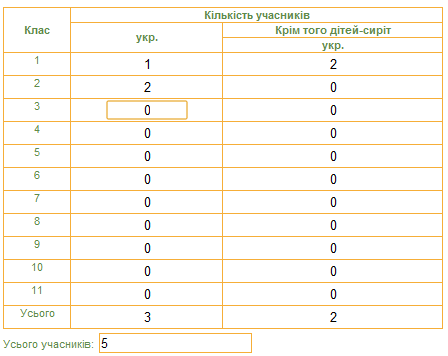 Клас Кількість учасників
укр. Крім того дітей-сиріт
укр.
1 1 2
2 2 0
3 0 0
4 0 0
5 0 0
6 0 0
7 0 0
8 0 0
9 0 0
10 0 0
11 0 0
Усього 3 2
Усього учасників: 5